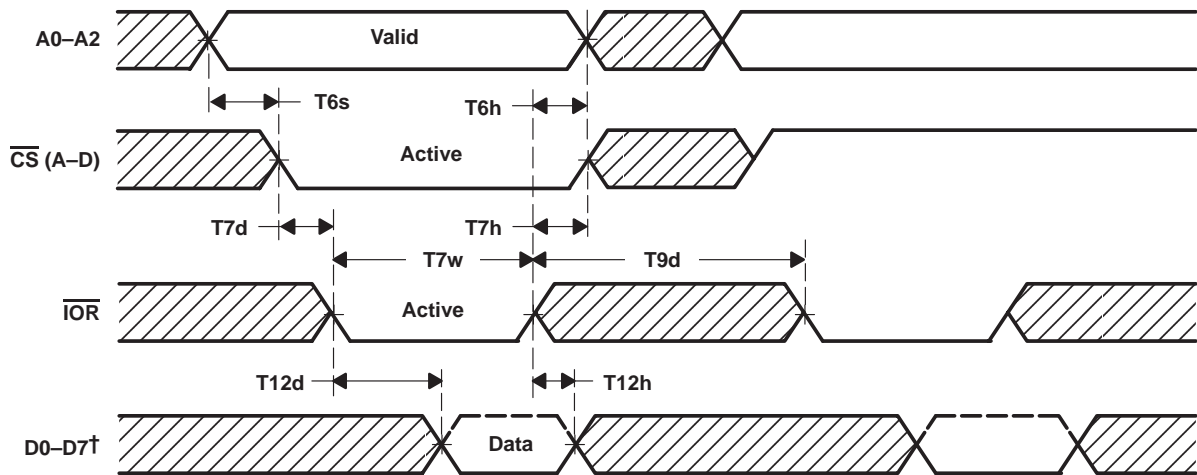 A0–A2
Valid
T6s
T6h
CS (A–D)
Active
T7d
T7h
T7w
T9d
IOR
Active
T12d
T12h
D0–D7†
Data